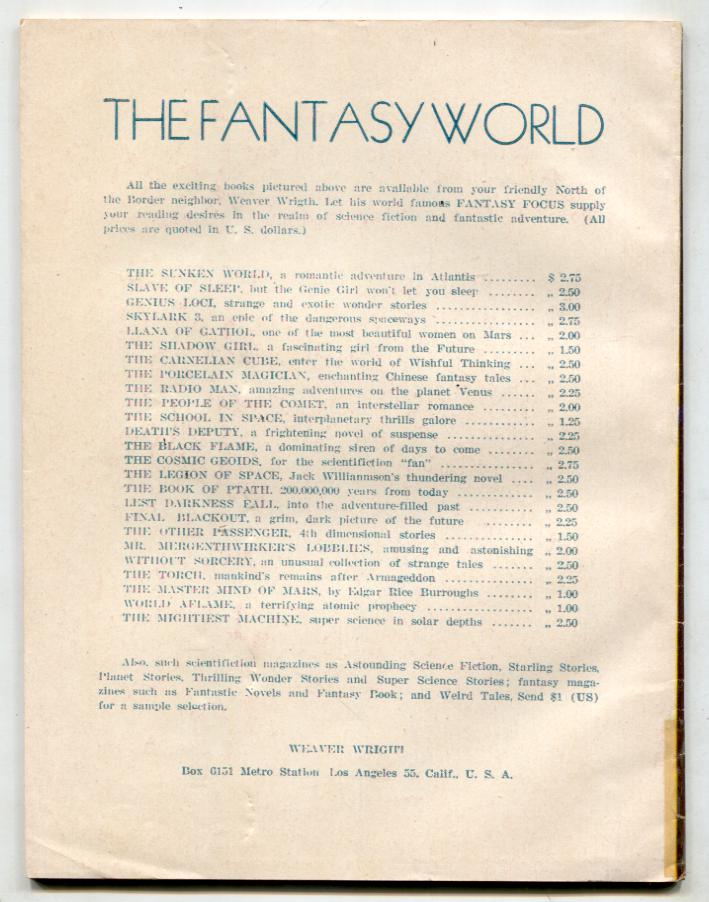 THE FANTASY WORLD
All the exciting books pictured above are available from your friendly North of
the Border neighbor, Weaver Wrigth. Let his world famous FANTASY FOCUS supply
your reading desires in the realm of science fiction and fantastic adventure. (All
prices are quoted in U. S. dollars.)
THE SUNKEN WORLD, a romantic adventure in Atlantis ......... $ 2.75
SLAVE OF SLEEP, but the Genie Girl won't let you sleep ........ „ 2.50
GENIUS LOCI, strange and exotic wonder stories ................ „ 3.00
SKYLARK 3, an epic of the dangerous spaceways ................ „ 2.75
LLANA OF GATHOL, one of the most beautiful women on Mars ... „ 2.00
THE SHADOW GIRL, a fascinating girl from the Future .......... „ 1.50
THE CARNELIAN CUBE, enter the world of Wishful Thinking .... „ 2.50
THE PORCELAIN MAGICIAN, enchanting Chinese fantasy tales ... „ 2.50
THE RADIO MAN, amazing adventures on the planet Venus ....... „ 2.25
THE PEOPLE OF THE COMET, an interstellar romance .......... „ 2.00
THE SCHOOL IN SPACE, interplanetary thrills galore ............ „ 1.25
DEATH'S DEPUTY, a frightening novel of suspense .............. „ 2.25
THE BLACK FLAME, a dominating siren of days to come ......... „ 2.50
THE COSMIC GEOIDS, for the scientifiction "fan" ................ „ 2.75
THE LEGION OF SPACE, Jack Willianmson's thundering novel .... „ 2.50
THE BOOK OF PTATH, 200,000,000 years from today ............. „ 2.50
LEST DARKNESS FALL, into the adventure-filled past ........... „ 2.50
FINAL BLACKOUT, a grim, dark picture of the future ........... „ 2.25
THE OTHER PASSENGER, 4th dimensional stories ............... „ 1.50
MR. MERGENTHWIRKER'S LOBBLIES, amusing and astonishing „ 2.00
WITHOUT SORCERY, an unusual collection of strange tales ....... „ 2.50
THE TORCH, mankind's remains after Armageddon .............. „ 2.25
THE MASTER MIND OF MARS, by Edgar Rice Burroughs ........ „ 1.00
WORLD AFLAME, a terrifying atomic prophecy ................. „ 1.00
THE MIGHTIEST MACHINE, super science in solar depths ....... „ 2.50
Also, such scientifiction magazines as Astounding Science Fiction, Starling Stories,
Planet Stories, Thrilling Wonder Stories and Super Science Stories; fantasy maga-
zines such as Fantastic Novels and Fantasy Book; and Weird Tales, Send $1 (US)
for a sample selection.
WEAVER WRIGHT
Box 6151 Metro Station Los Angeles 55, Calif., U. S. A.